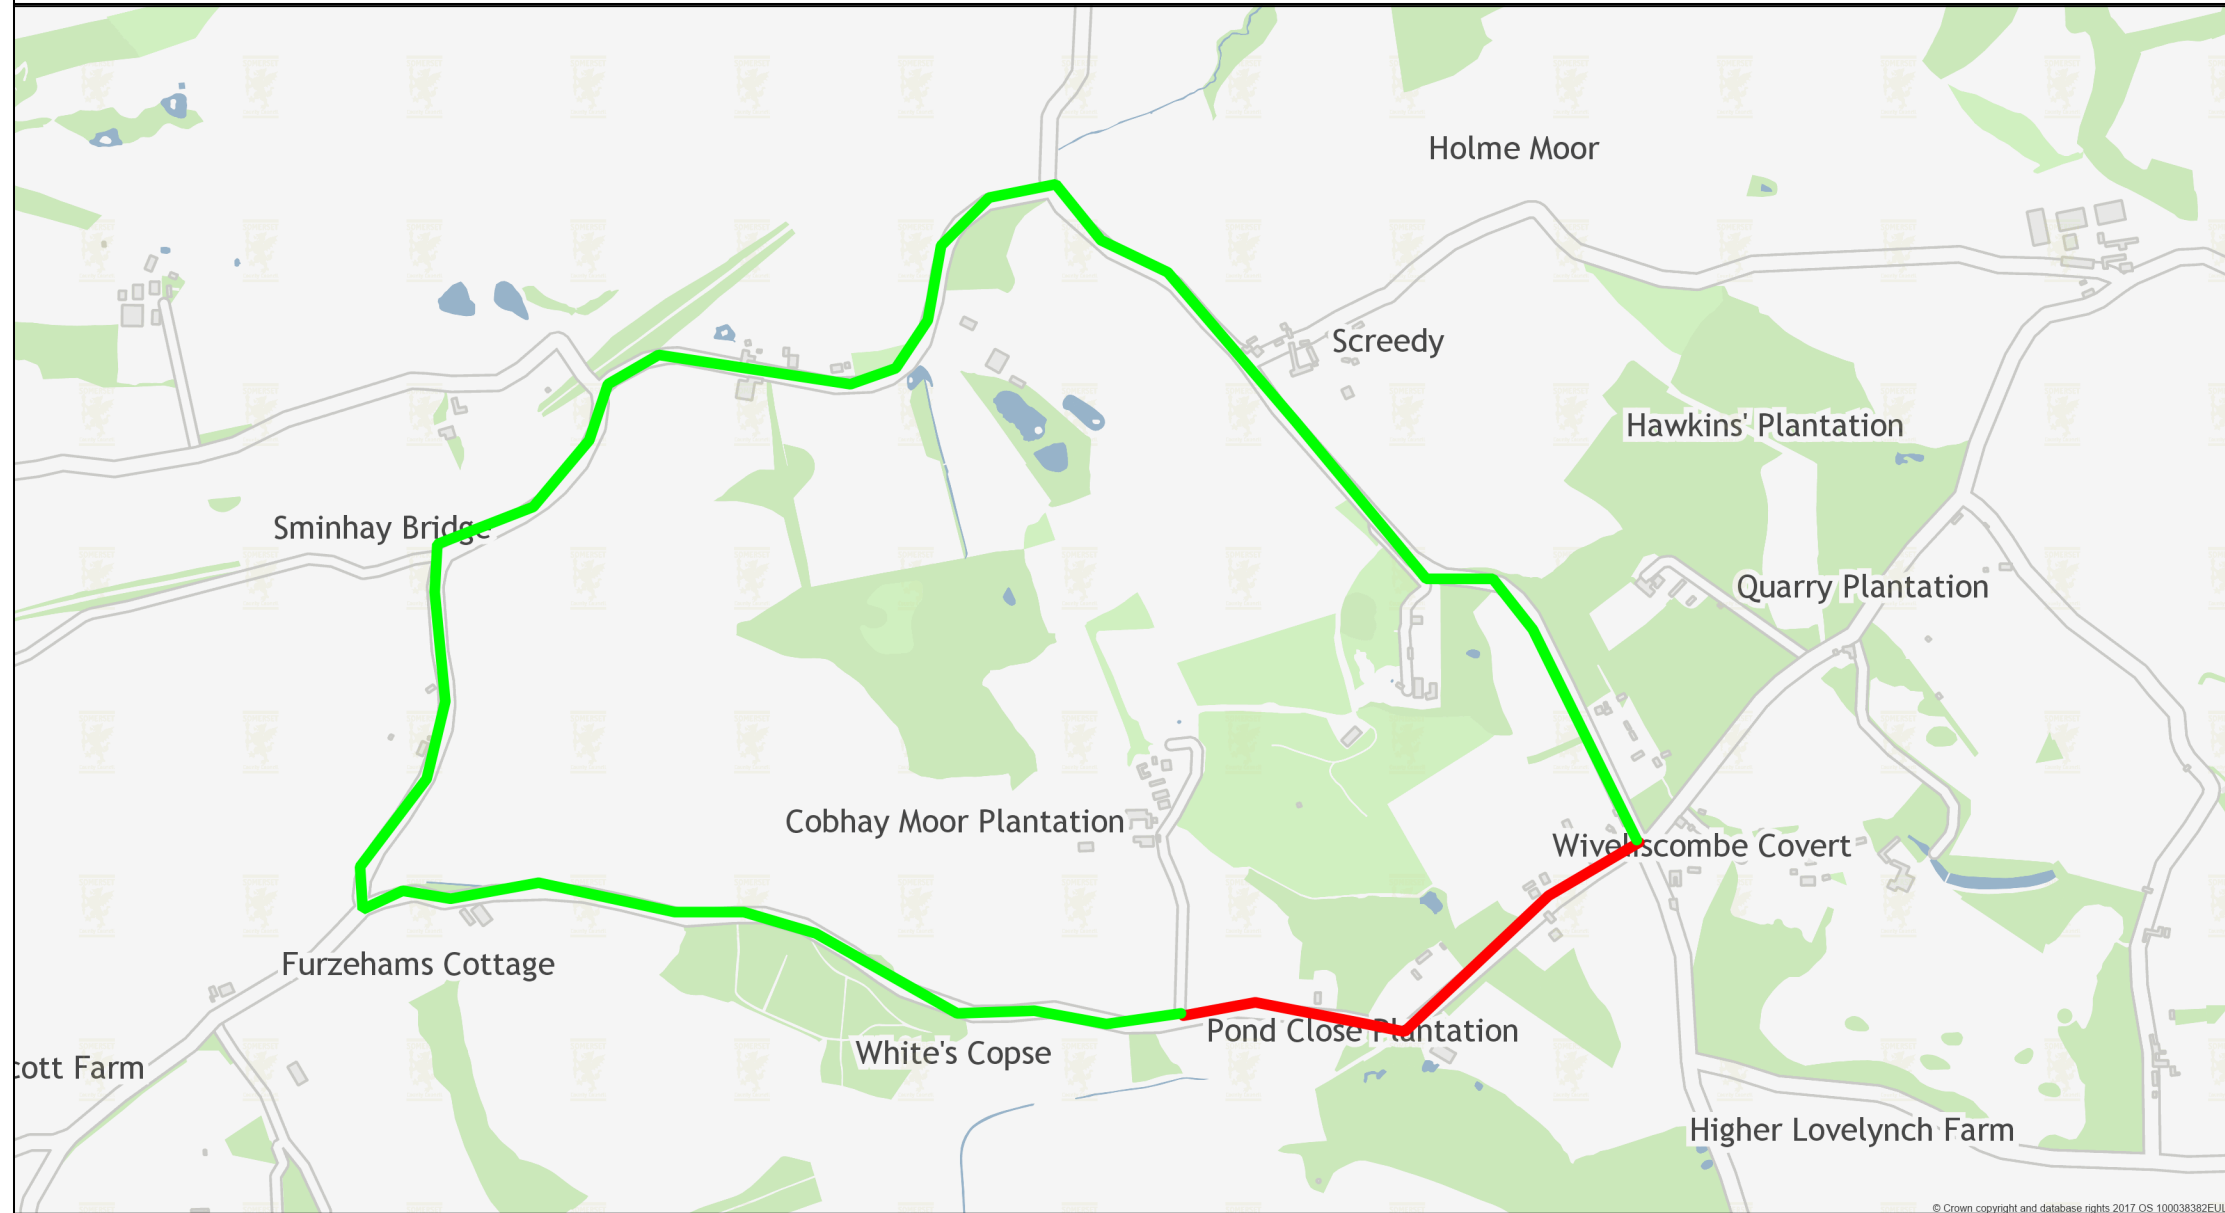 Holme Moor
Screedy
Hawkins' Plantation
Sminhay Bridge
Quarry Plantation
Cobhay Moor Plantation
Wiveliscombe Covert
Furzehams Cottage
Pond Close Plantation
White's Copse
cott Farm
Higher Lovelynch Farm
© Crown copyright and database rights 2017 OS 100038382EUL